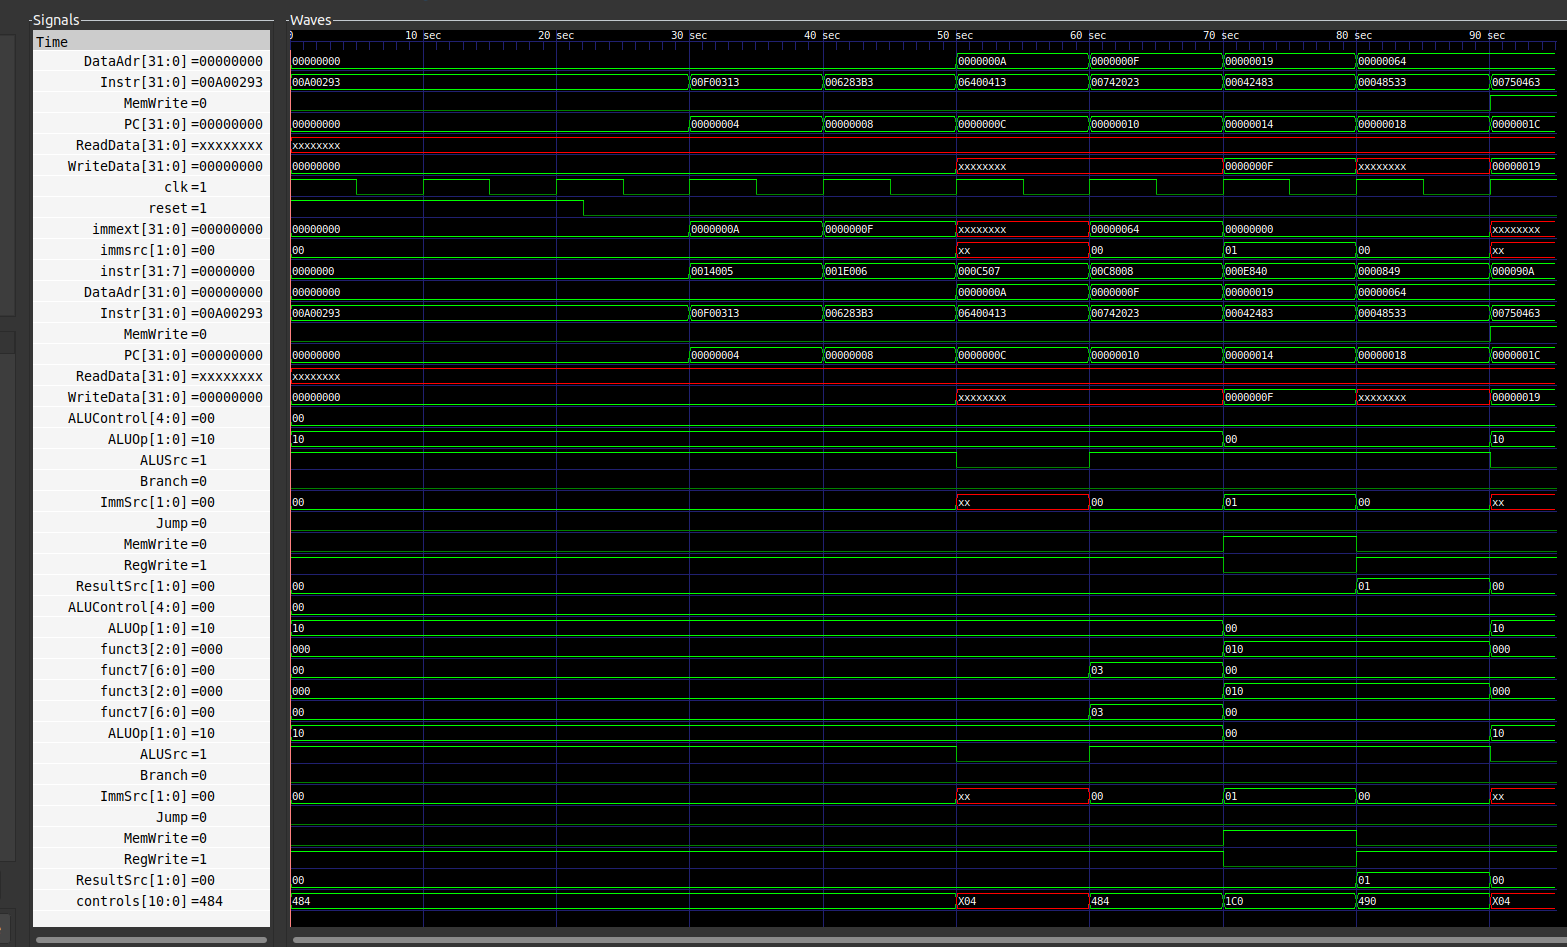 Signals Waves
Time 0 10 sec 20 sec 30 sec 40 sec 50 sec 60 sec 70 sec 80 sec 90 sec
DataAdr[31:0]=00000000 00000000 0000000A 0000000F 00000019 00000064
Instr[31:0]=00A00293 00A00293 00F00313 006283B3 06400413 00742023 00042483 00048533 00750463
MemWrite=0
PC[31:0]=00000000 00000000 00000004 00000008 0000000C 00000010 00000014 00000018 0000001C
ReadData[31:0]=xxxxxxxx xxxxxxxx
WriteData[31:0]=00000000 00000000 xxxxxxxx 0000000F xxxxxxxx 00000019
clk=1
reset=1
immext[31:0]=00000000 00000000 0000000A 0000000F xxxxxxxx 00000064 00000000 xxxxxxxx
immsrc[1:0]=00 00 xx 00 01 00 xx
instr[31:7]=0000000 0000000 0014005 001E006 000C507 00C8008 000E840 0000849 000090A
DataAdr[31:0]=00000000 00000000 0000000A 0000000F 00000019 00000064
Instr[31:0]=00A00293 00A00293 00F00313 006283B3 06400413 00742023 00042483 00048533 00750463
MemWrite=0
PC[31:0]=00000000 00000000 00000004 00000008 0000000C 00000010 00000014 00000018 0000001C
ReadData[31:0]=xxxxxxxx xxxxxxxx
WriteData[31:0]=00000000 00000000 xxxxxxxx 0000000F xxxxxxxx 00000019
ALUControl[4:0]=00 00
ALUOp[1:0]=10 10 00 10
ALUSrc=1
Branch=0
ImmSrc[1:0]=00 00 xx 00 01 00 xx
Jump=0
MemWrite=0
RegWrite=1
ResultSrc[1:0]=00 00 01 00
ALUControl[4:0]=00 00
ALUOp[1:0]=10 10 00 10
funct3[2:0]=000 000 010 000
funct7[6:0]=00 00 03 00
funct3[2:0]=000 000 010 000
funct7[6:0]=00 00 03 00
ALUOp[1:0]=10 10 00 10
ALUSrc=1
Branch=0
ImmSrc[1:0]=00 00 xx 00 01 00 xx
Jump=0
MemWrite=0
RegWrite=1
ResultSrc[1:0]=00 00 01 00
controls[10:0]=484 484 X04 484 1C0 490 X04